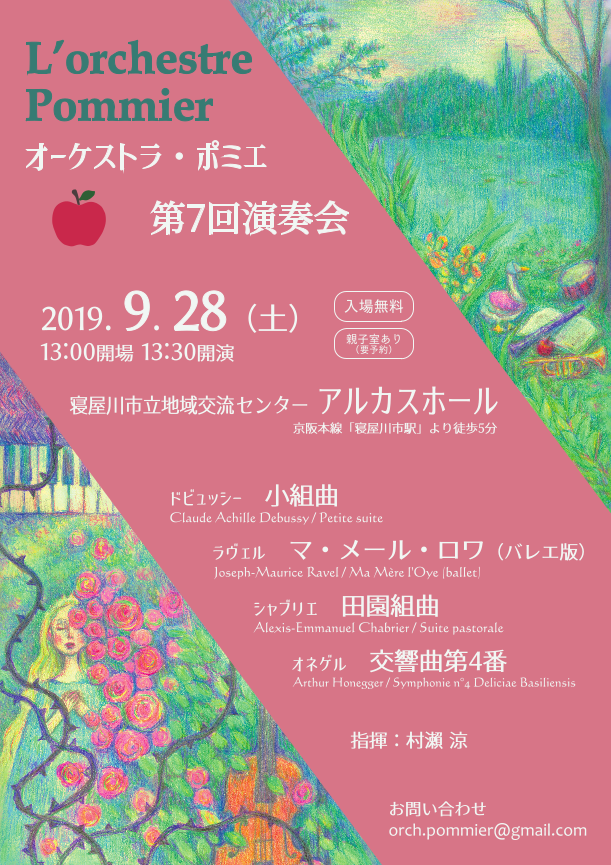 L'orchestre
Pommier
オーケストラ・ポミエ
第7回演奏会
2019. 9. 28（土）
入場無料
13:00開場 13:30開演
親子室あり
（要予約）
寝屋川市立地域交流センター アルカスホール
京阪本線「寝屋川市駅」より徒歩5分
ドビュッシー 小組曲
Claude Achille Debussy / Petite suite
ラヴェル マ・メール・ロワ（バレエ版）
Joseph-Maurice Ravel / Ma Mère l'Oye [ballet]
シャブリエ 田園組曲
Alexis-Emmanuel Chabrier / Suite pastorale
オネゲル 交響曲第4番
Arthur Honegger / Symphonie n°4 Deliciae Basiliensis
指揮：村瀬 涼
お問い合わせ
orch.pommier@gmail.com